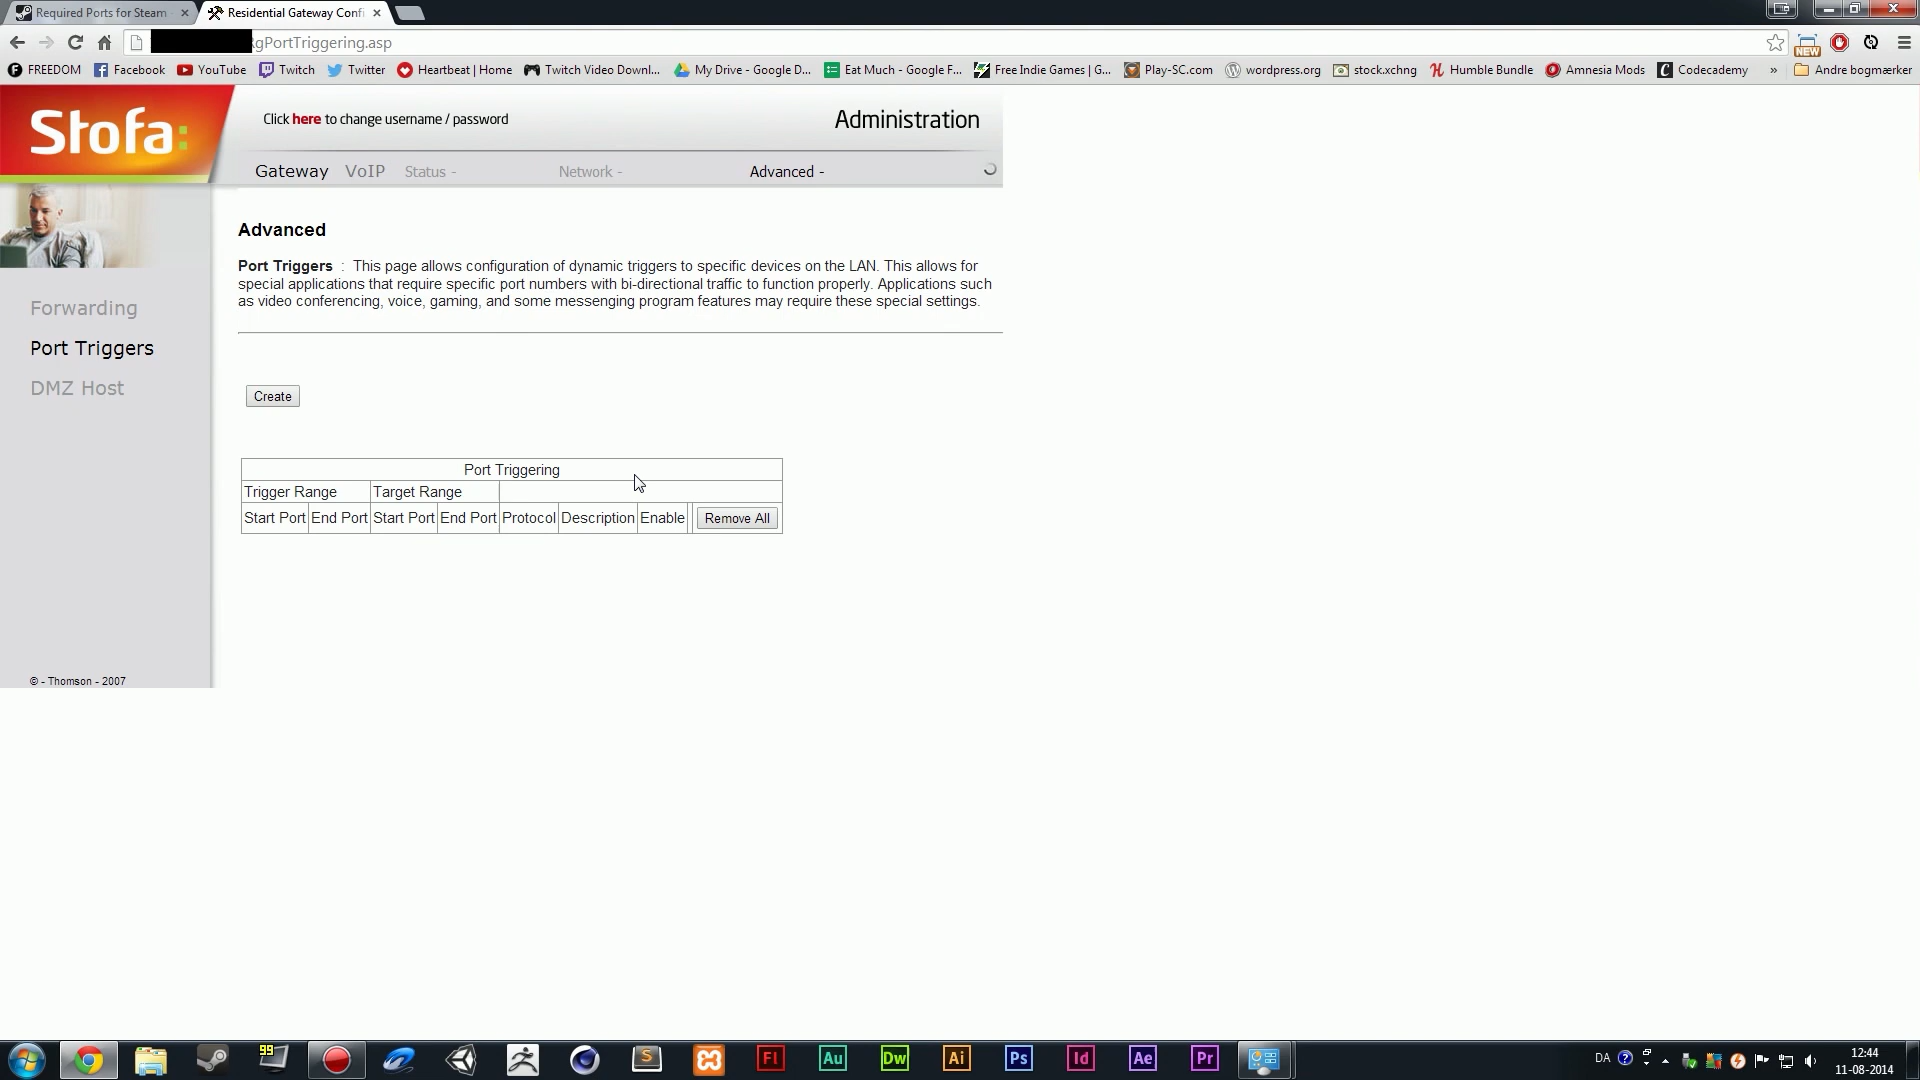 Required Ports for Steam
Residential Gateway Confi
gPortTriggering.asp
NEW
FREEDOM
Facebook
YouTube
Twitch
Twitter
Heartbeat | Home
Twitch Video Downl...
My Drive - Google D...
Eat Much - Google F...
Free Indie Games | G...
Play-SC.com
wordpress.org
stock.xchng
Humble Bundle
Amnesia Mods
Codecademy
»
Andre bogmærker
Stofa:
Click here to change username / password
Administration
Gateway VoIP Status - Network - Advanced -
Forwarding
Port Triggers
DMZ Host
© - Thomson - 2007
Advanced
Port Triggers : This page allows configuration of dynamic triggers to specific devices on the LAN. This allows for
special applications that require specific port numbers with bi-directional traffic to function properly. Applications such
as video conferencing, voice, gaming, and some messenging program features may require these special settings.
Create
Port Triggering
Trigger Range Target Range
Start Port End Port Start Port End Port Protocol Description Enable Remove All
99
S
Fl
Au
Dw
Ai
Ps
Id
Ae
Pr
DA
12:44
11-08-2014